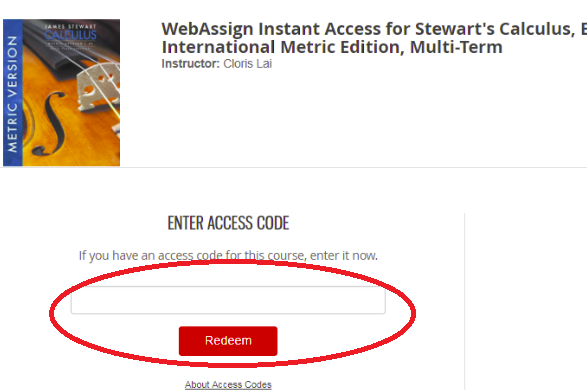 JAMES STEWART
CALCULUS
METRIC VERSION
WebAssign Instant Access for Stewart's Calculus,
International Metric Edition, Multi-Term
Instructor: Cloris Lai
ENTER ACCESS CODE
If you have an access code for this course, enter it now.
Redeem
About Access Codes